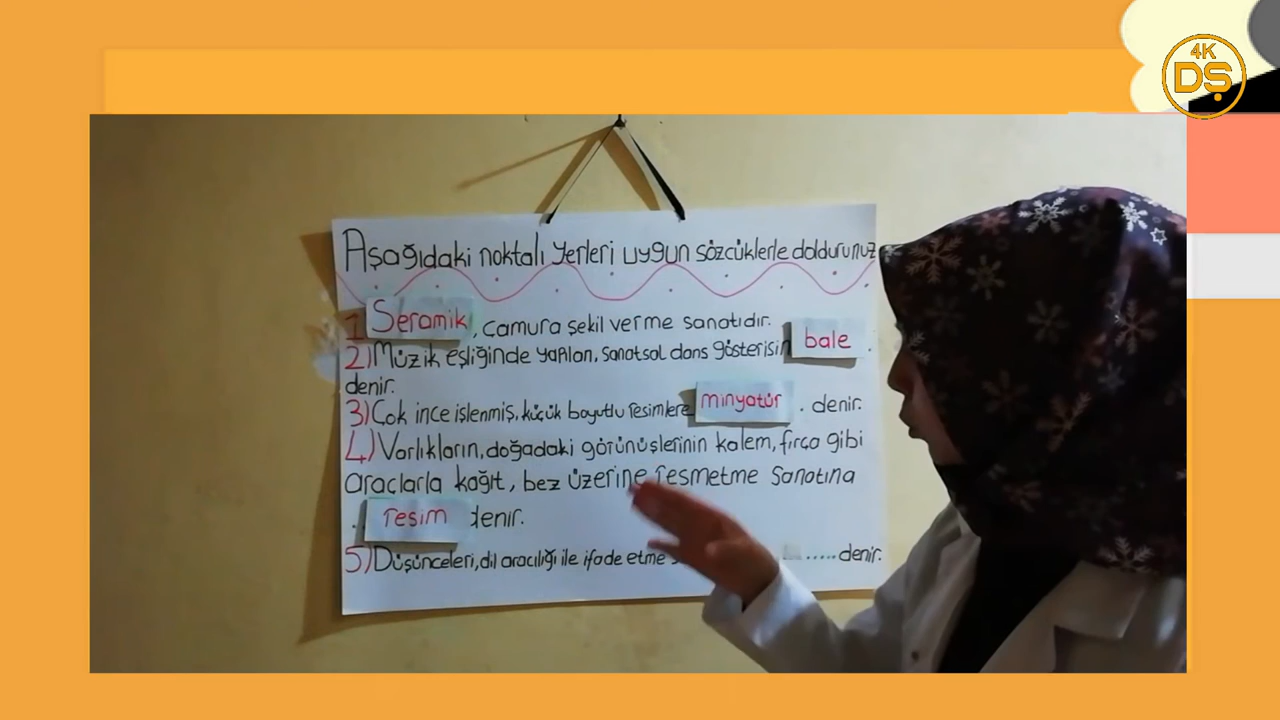 4K
DŞ
Aşağıdaki noktalı yerleri uygun sözcüklerle doldurunuz
1 Seramik, çamura şekil verme sanatıdır.
2) Müzik eşliğinde yapılan, sanatsal dans gösterisin bale .
denir.
3) Çok ince işlenmiş, küçük boyutlu resimlere minyatür . denir.
4) Varlıkların, doğadaki görünüşlerinin kalem, fırça gibi
araçlarla kağıt, bez üzerine resmetme sanatına
. resim denir.
5) Düşünceleri, dil aracılığı ile ifade etme ..... denir.